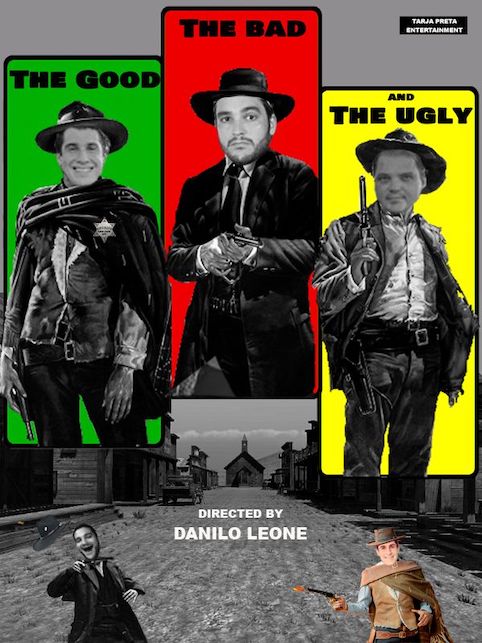 TARJA PRETA
ENTERTAINMENT
THE GOOD
THE BAD
AND
THE UGLY
DIRECTED BY
DANILO LEONE